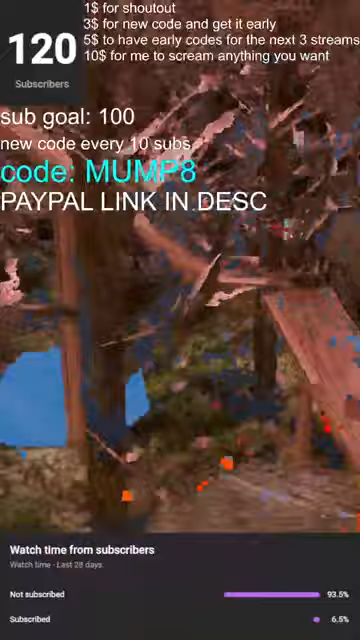 1$ for shoutout
3$ for new code and get it early
5$ to have early codes for the next 3 streams
10$ for me to scream anything you want
120
Subscribers
sub goal: 100
new code every 10 subs
code: MUMP8
PAYPAL LINK IN DESC
Watch time from subscribers
Watch time · Last 28 days
Not subscribed 93.5%
Subscribed 6.5%